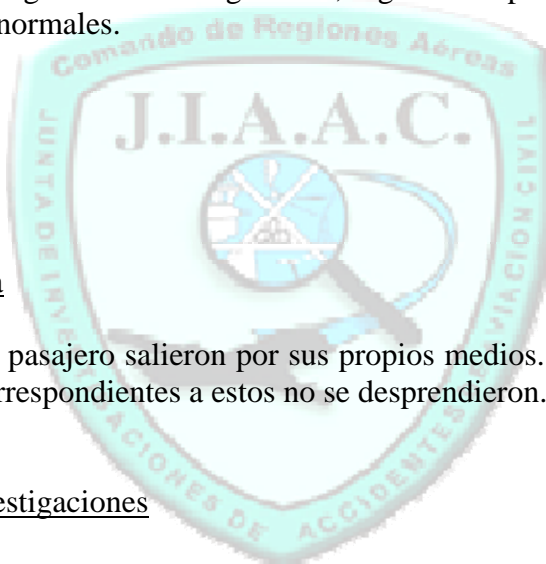 normales.
Comando de Regiones Aéreas
J.I.A.A.C.
JUNTA DE INVESTIGACIONES DE ACCIDENTES DE AVIACION CIVIL
pasajero salieron por sus propios medios.
rrespondientes a estos no se desprendieron.
estigaciones